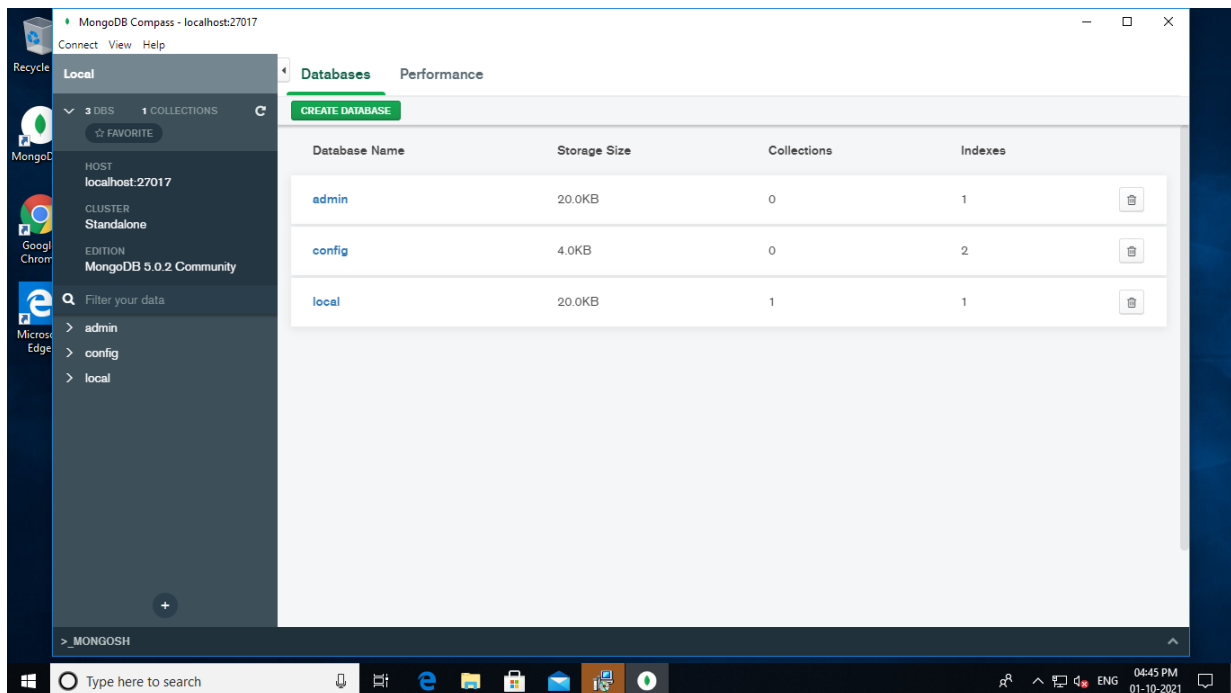 MongoDB Compass - localhost:27017
Connect View Help
Recycle
Local
Databases Performance
3 DBS 1 COLLECTIONS
FAVORITE
CREATE DATABASE
MongoD
HOST
localhost:27017
CLUSTER
Standalone
EDITION
MongoDB 5.0.2 Community
Filter your data
admin
config
local
Googl
Chrom
Micros
Edge
Database Name Storage Size Collections Indexes
admin 20.0KB 0 1
config 4.0KB 0 2
local 20.0KB 1 1
>_MONGOSH
Type here to search
ENG
04:45 PM
01-10-2021